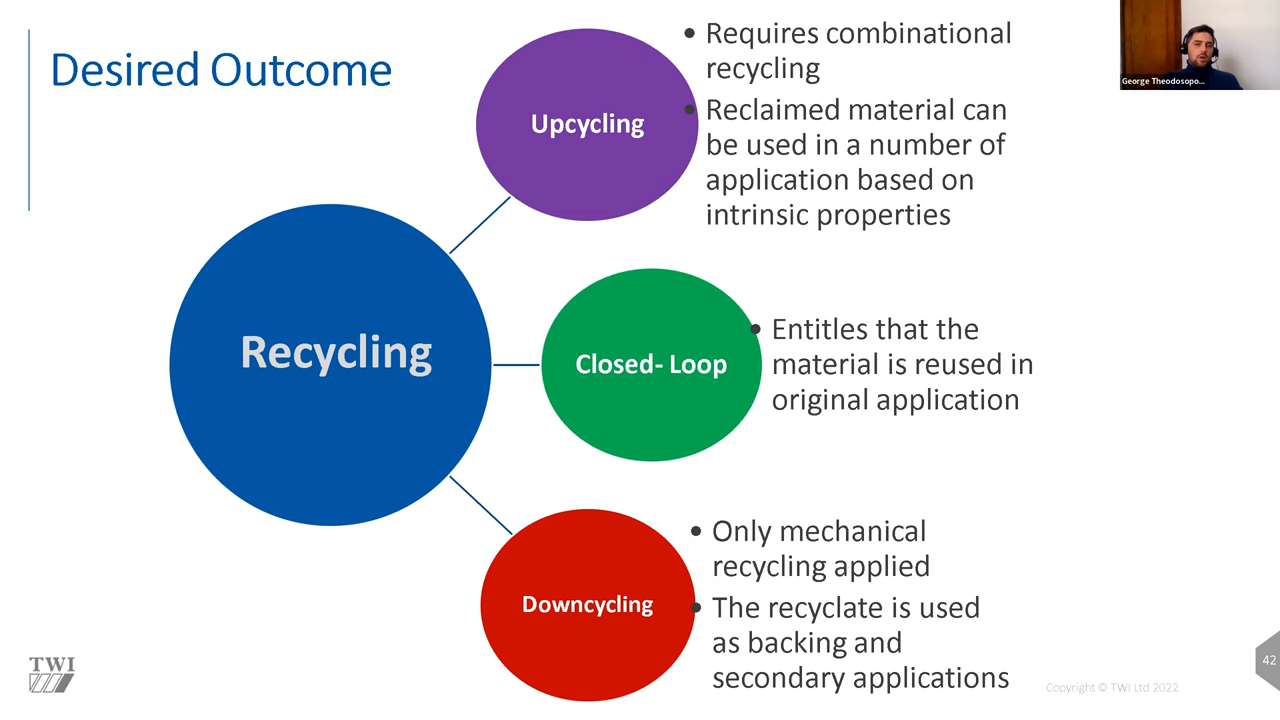 Desired Outcome
Upcycling
• Requires combinational
recycling
• Reclaimed material can
be used in a number of
application based on
intrinsic properties
Recycling
Closed- Loop
• Entitles that the
material is reused in
original application
Downcycling
• Only mechanical
recycling applied
• The recyclate is used
as backing and
secondary applications
George Theodosopo...
TWI
Copyright © TWI Ltd 2022
42